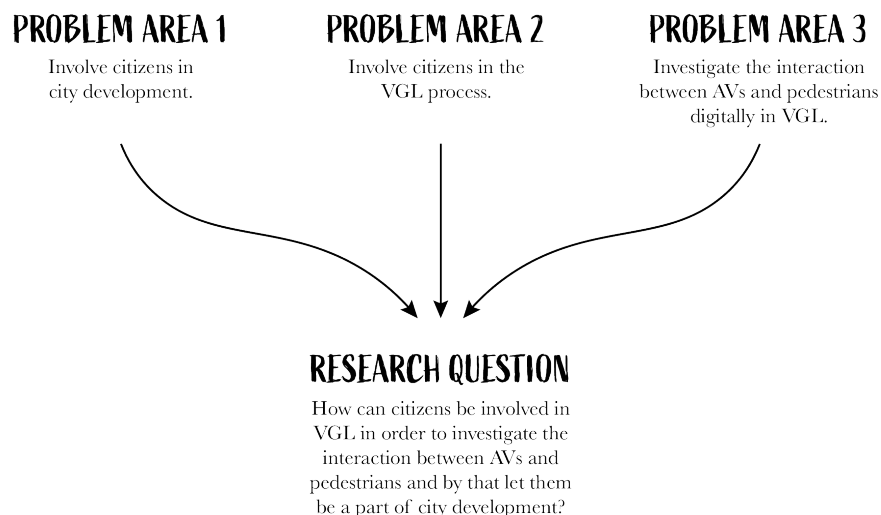 PROBLEM AREA 1
Involve citizens in
city development.
PROBLEM AREA 2
Involve citizens in the
VGL process.
PROBLEM AREA 3
Investigate the interaction
between AVs and pedestrians
digitally in VGL.
RESEARCH QUESTION
How can citizens be involved in
VGL in order to investigate the
interaction between AVs and
pedestrians and by that let them
be a part of city development?